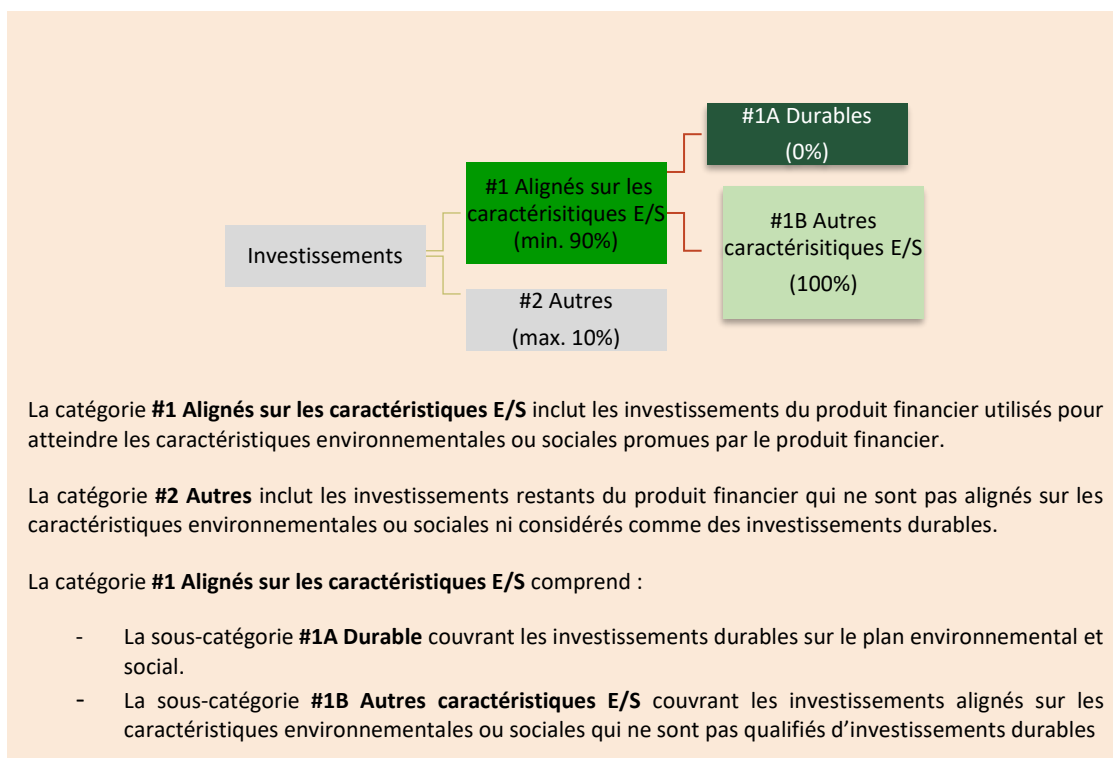 #1A Durables
(0%)
#1 Alignés sur les
caractérisitiques E/S
(min. 90%)
#1B Autres
caractérisitiques E/S
(100%)
Investissements
#2 Autres
(max. 10%)
La catégorie #1 Alignés sur les caractéristiques E/S inclut les investissements du produit financier utilisés pour
atteindre les caractéristiques environnementales ou sociales promues par le produit financier.
La catégorie #2 Autres inclut les investissements restants du produit financier qui ne sont pas alignés sur les
caractéristiques environnementales ou sociales ni considérés comme des investissements durables.
La catégorie #1 Alignés sur les caractéristiques E/S comprend :
- La sous-catégorie #1A Durable couvrant les investissements durables sur le plan environnemental et
social.
- La sous-catégorie #1B Autres caractéristiques E/S couvrant les investissements alignés sur les
caractéristiques environnementales ou sociales qui ne sont pas qualifiés d’investissements durables